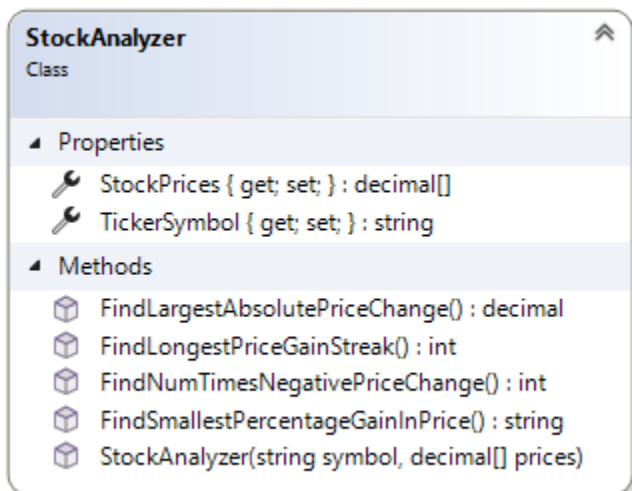 StockAnalyzer
Class
Properties
StockPrices { get; set; } : decimal[]
TickerSymbol { get; set; } : string
Methods
FindLargestAbsolutePriceChange() : decimal
FindLongestPriceGainStreak() : int
FindNumTimesNegativePriceChange() : int
FindSmallestPercentageGainInPrice() : string
StockAnalyzer(string symbol, decimal[] prices)